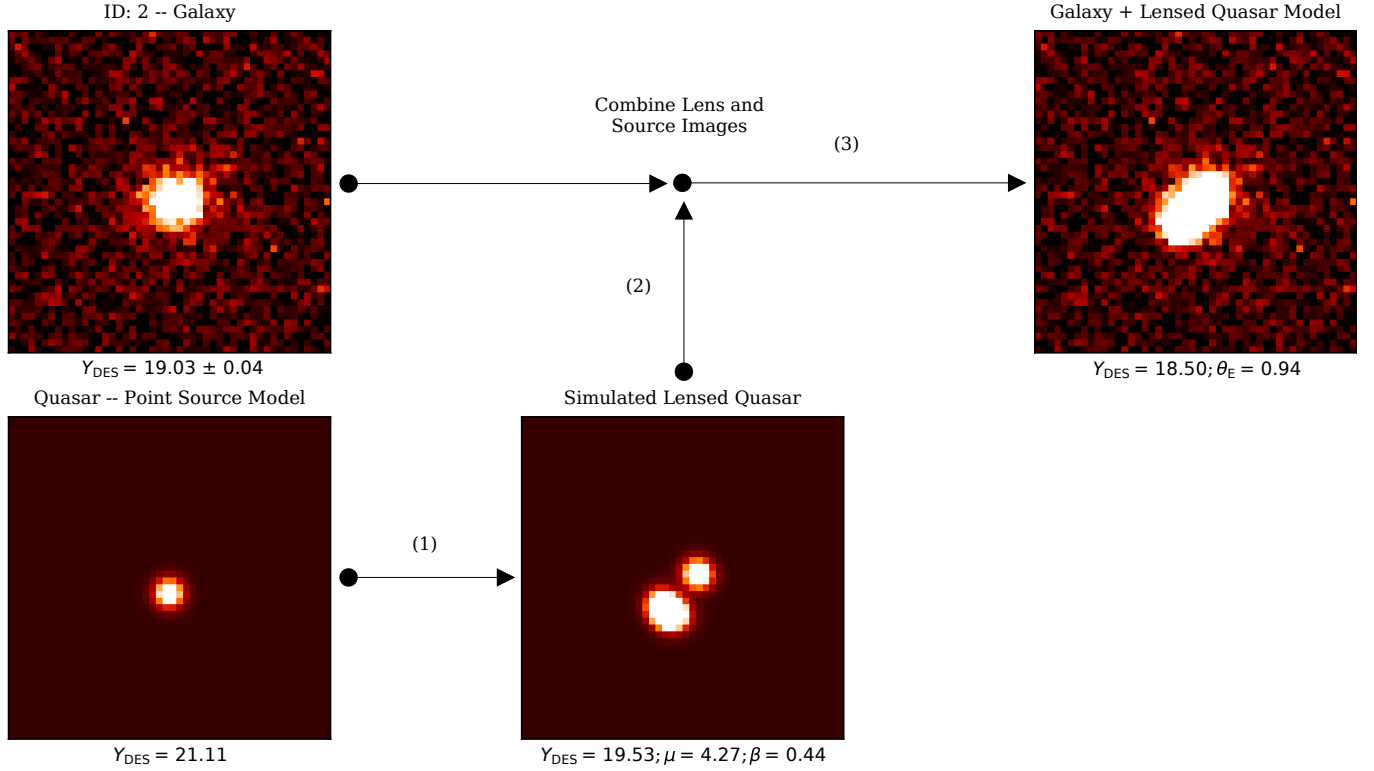 ID: 2 -- Galaxy
Galaxy + Lensed Quasar Model
Combine Lens and
Source Images
(3)
(2)
Y_DES = 19.03 ± 0.04
Y_DES = 18.50; θ_E = 0.94
Quasar -- Point Source Model
Simulated Lensed Quasar
(1)
Y_DES = 21.11
Y_DES = 19.53; μ = 4.27; β = 0.44